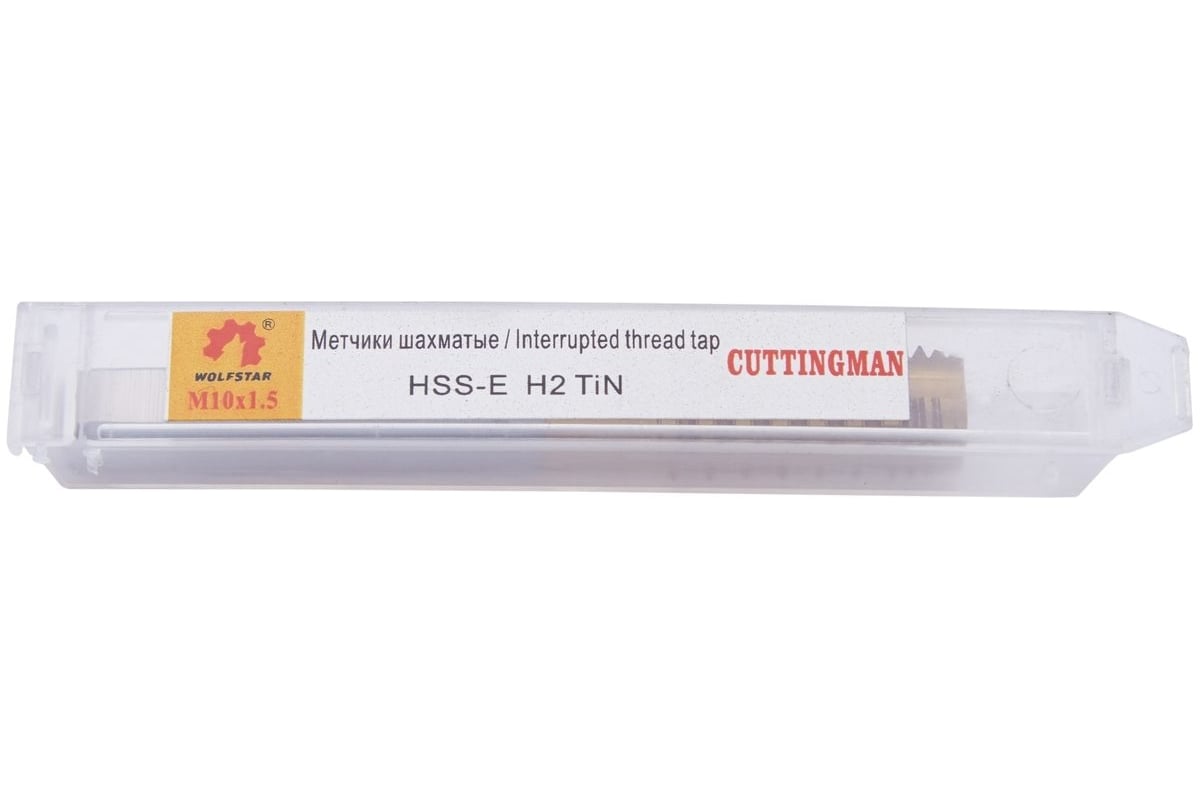 ®
WOLFSTAR
M10x1.5
Метчики шахматые / Interrupted thread tap
HSS-E H2 TiN
CUTTINGMAN